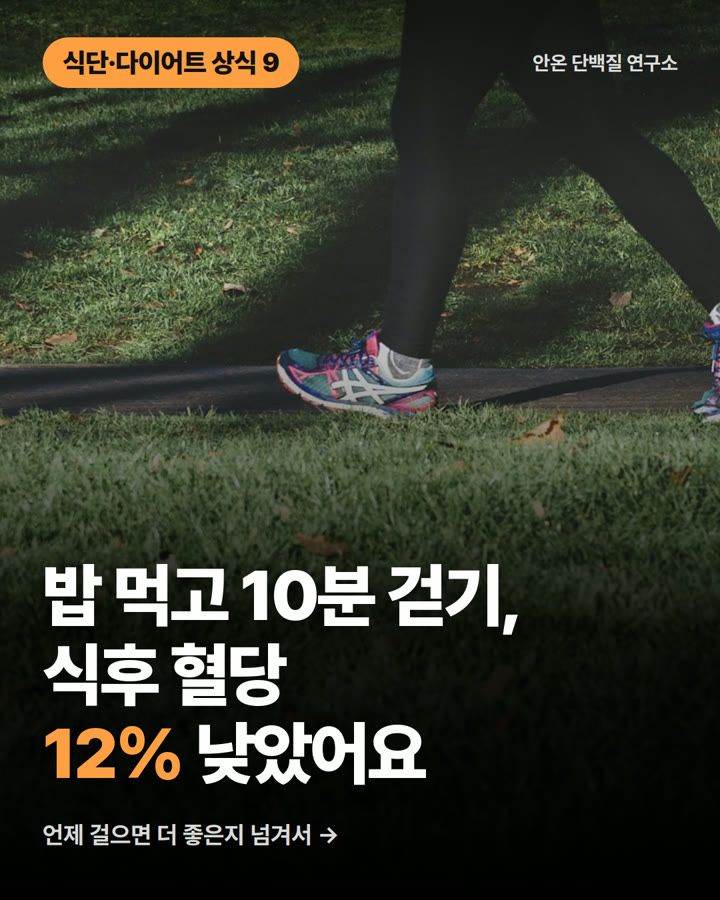 식단·다이어트 상식 9
안온 단백질 연구소
밥 먹고 10분 걷기,
식후 혈당
12% 낮았어요
언제 걸으면 더 좋은지 넘겨서 →